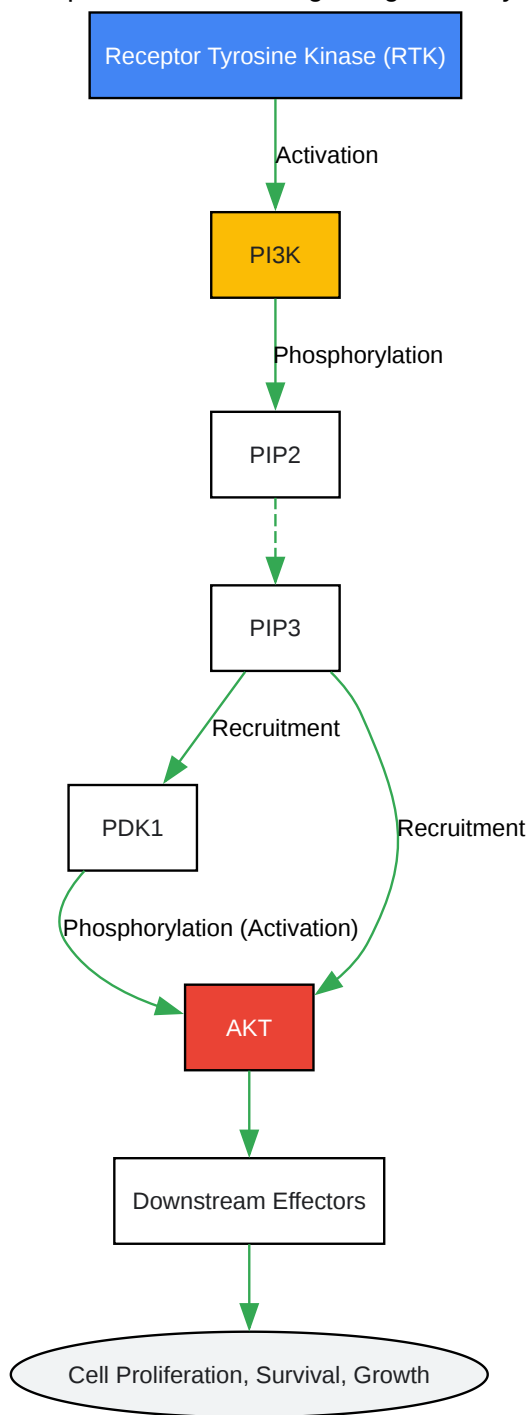 Receptor Tyrosine Kinase (RTK)
Activation
PI3K
Phosphorylation
PIP2
PIP3
Recruitment
PDK1
Recruitment
Phosphorylation (Activation)
AKT
Downstream Effectors
Cell Proliferation, Survival, Growth